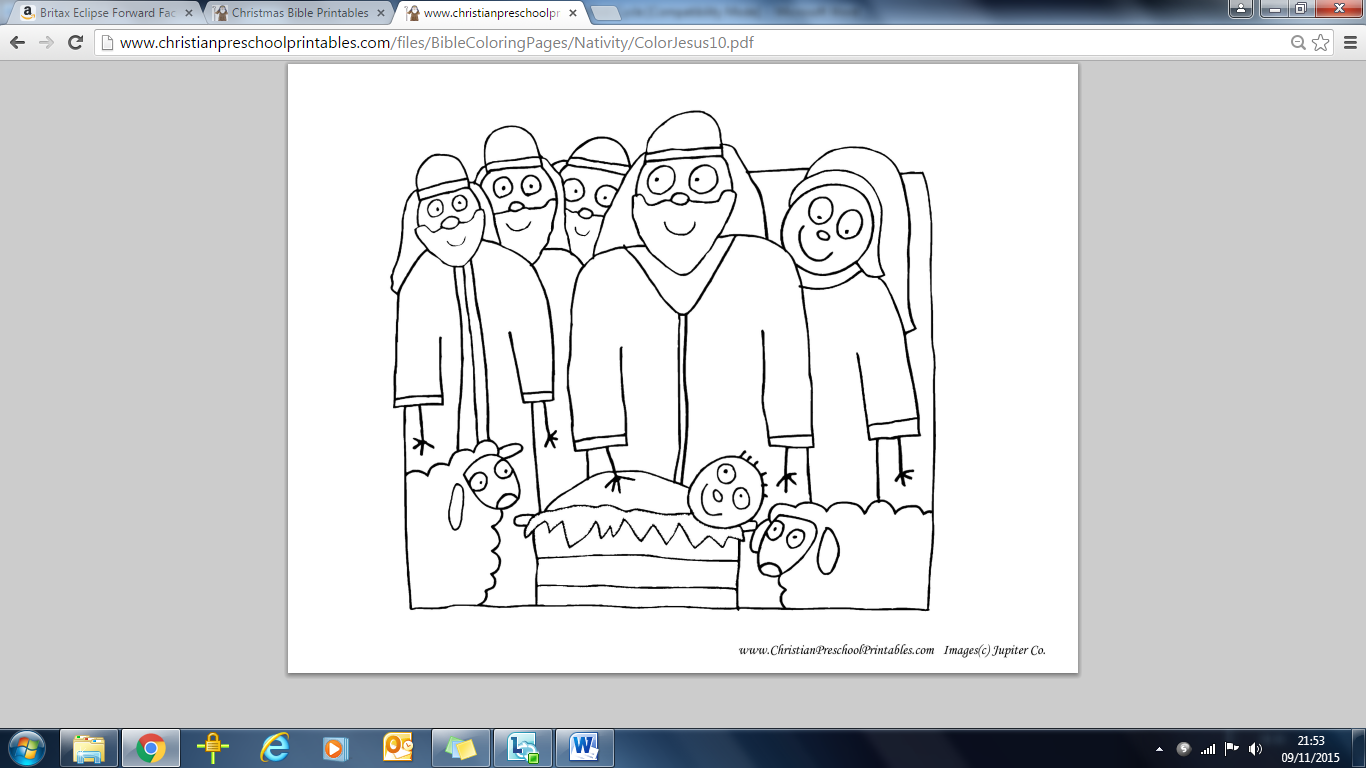 Britax Eclipse Forward Fac
Christmas Bible Printables
www.christianpreschoolpr
www.christianpreschoolprintables.com/files/BibleColoringPages/Nativity/ColorJesus10.pdf
www.ChristianPreschoolPrintables.com Images(c) Jupiter Co.
21:53
09/11/2015